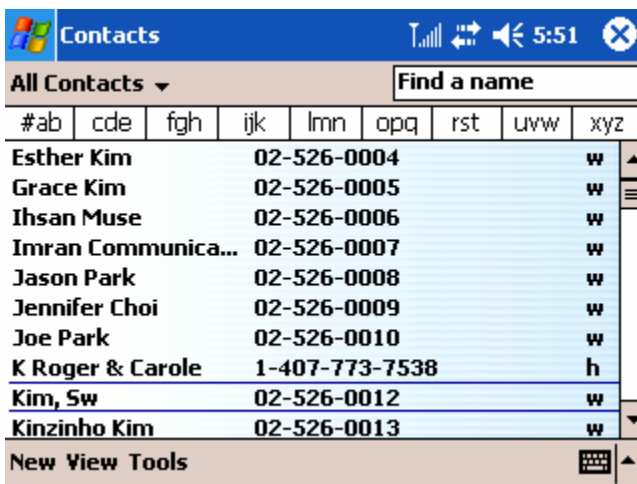 Contacts 5:51
All Contacts Find a name
#ab cde fgh ijk lmn opq rst uvw xyz
Esther Kim 02-526-0004 w
Grace Kim 02-526-0005 w
Ihsan Muse 02-526-0006 w
Imran Communica... 02-526-0007 w
Jason Park 02-526-0008 w
Jennifer Choi 02-526-0009 w
Joe Park 02-526-0010 w
K Roger & Carole 1-407-773-7538 h
Kim, Sw 02-526-0012 w
Kinzinho Kim 02-526-0013 w
New View Tools